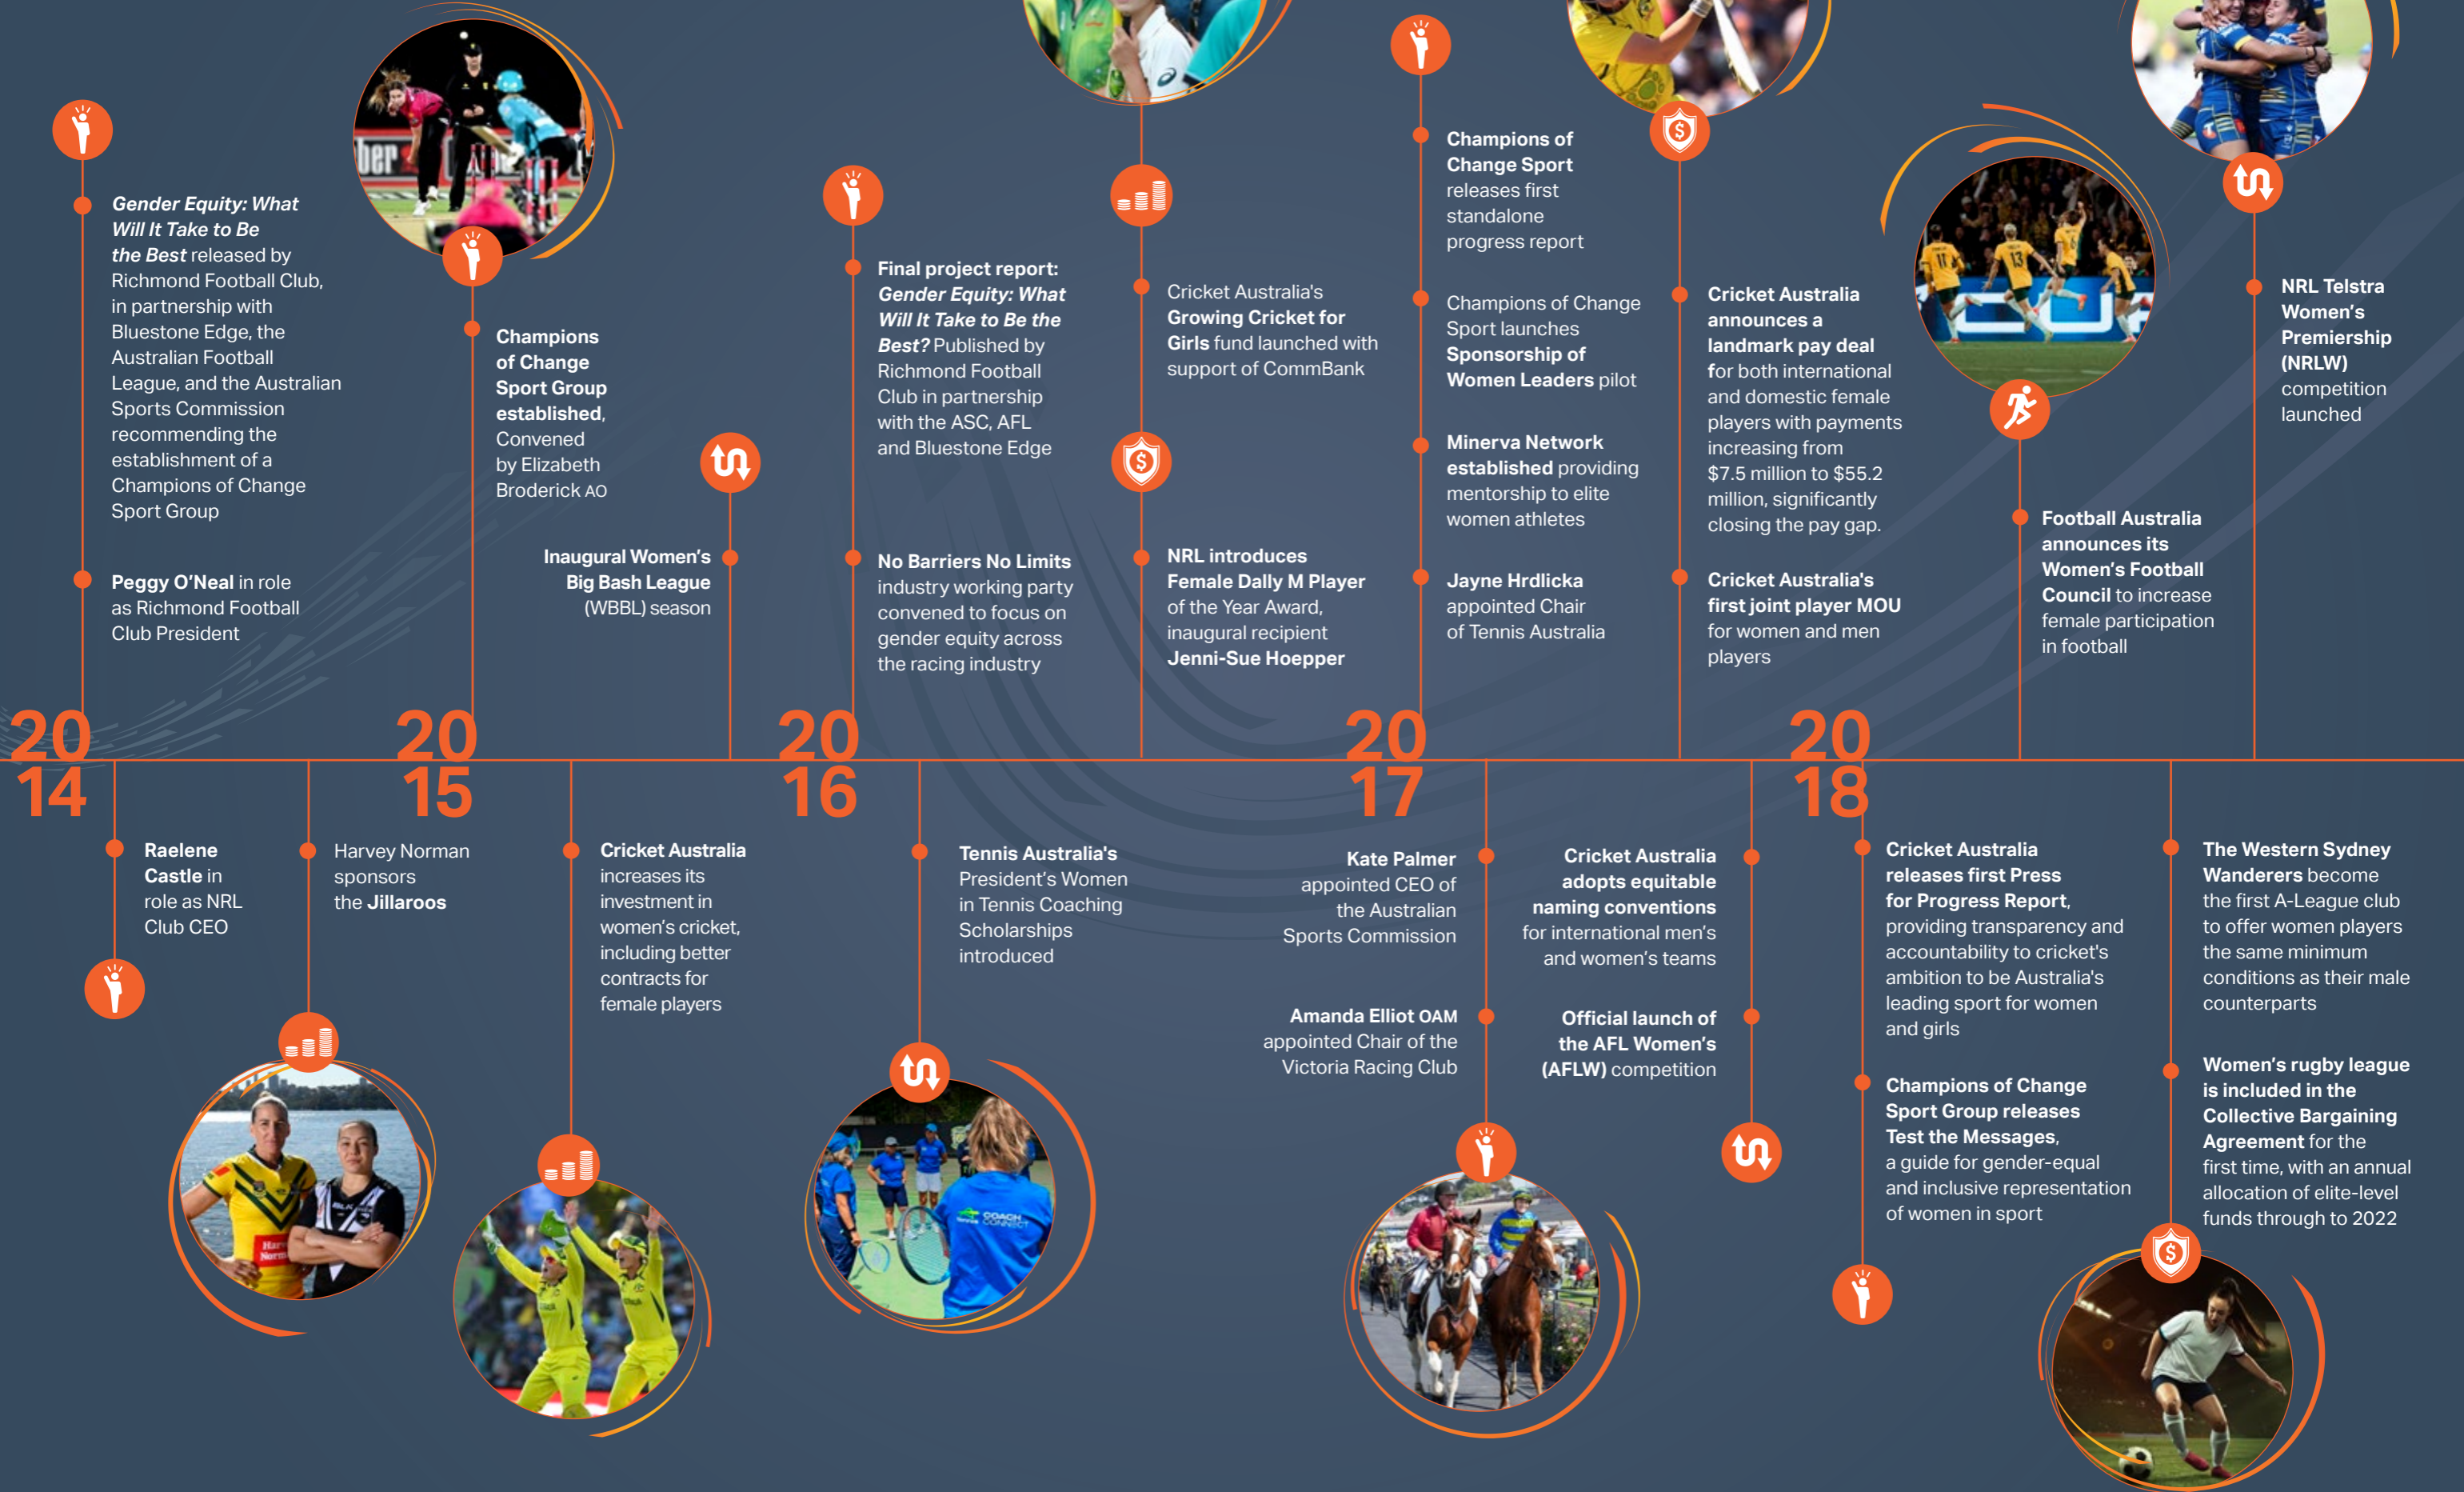 Gender Equity: What
Will It Take to Be
the Best released by
Richmond Football Club,
in partnership with
Bluestone Edge, the
Australian Football
League, and the Australian
Sports Commission
recommending the
establishment of a
Champions of Change
Sport Group
Peggy O'Neal in role
as Richmond Football
Club President
Champions
of Change
Sport Group
established,
Convened
by Elizabeth
Broderick AO
Inaugural Women's
Big Bash League
(WBBL) season
Final project report:
Gender Equity: What
Will It Take to Be the
Best? Published by
Richmond Football
Club in partnership
with the ASC, AFL
and Bluestone Edge
No Barriers No Limits
industry working party
convened to focus on
gender equity across
the racing industry
Cricket Australia's
Growing Cricket for
Girls fund launched with
support of CommBank
NRL introduces
Female Dally M Player
of the Year Award,
inaugural recipient
Jenni-Sue Hoepper
Champions of
Change Sport
releases first
standalone
progress report
Champions of Change
Sport launches
Sponsorship of
Women Leaders pilot
Minerva Network
established providing
mentorship to elite
women athletes
Jayne Hrdlicka
appointed Chair
of Tennis Australia
Cricket Australia
announces a
landmark pay deal
for both international
and domestic female
players with payments
increasing from
$7.5 million to $55.2
million, significantly
closing the pay gap.
Cricket Australia's
first joint player MOU
for women and men
players
11
13
Football Australia
announces its
Women's Football
Council to increase
female participation
in football
NRL Telstra
Women's
Premiership
(NRLW)
competition
launched
20
14
20
15
20
16
20
17
20
18
Raelene
Castle in
role as NRL
Club CEO
Harvey Norman
sponsors
the Jillaroos
Cricket Australia
increases its
investment in
women's cricket,
including better
contracts for
female players
Tennis Australia's
President's Women
in Tennis Coaching
Scholarships
introduced
COACH
CONNECT
Kate Palmer
appointed CEO of
the Australian
Sports Commission
Amanda Elliot OAM
appointed Chair of the
Victoria Racing Club
Cricket Australia
adopts equitable
naming conventions
for international men's
and women's teams
Official launch of
the AFL Women's
(AFLW) competition
Cricket Australia
releases first Press
for Progress Report,
providing transparency and
accountability to cricket's
ambition to be Australia's
leading sport for women
and girls
Champions of Change
Sport Group releases
Test the Messages,
a guide for gender-equal
and inclusive representation
of women in sport
The Western Sydney
Wanderers become
the first A-League club
to offer women players
the same minimum
conditions as their male
counterparts
Women's rugby league
is included in the
Collective Bargaining
Agreement for the
first time, with an annual
allocation of elite-level
funds through to 2022